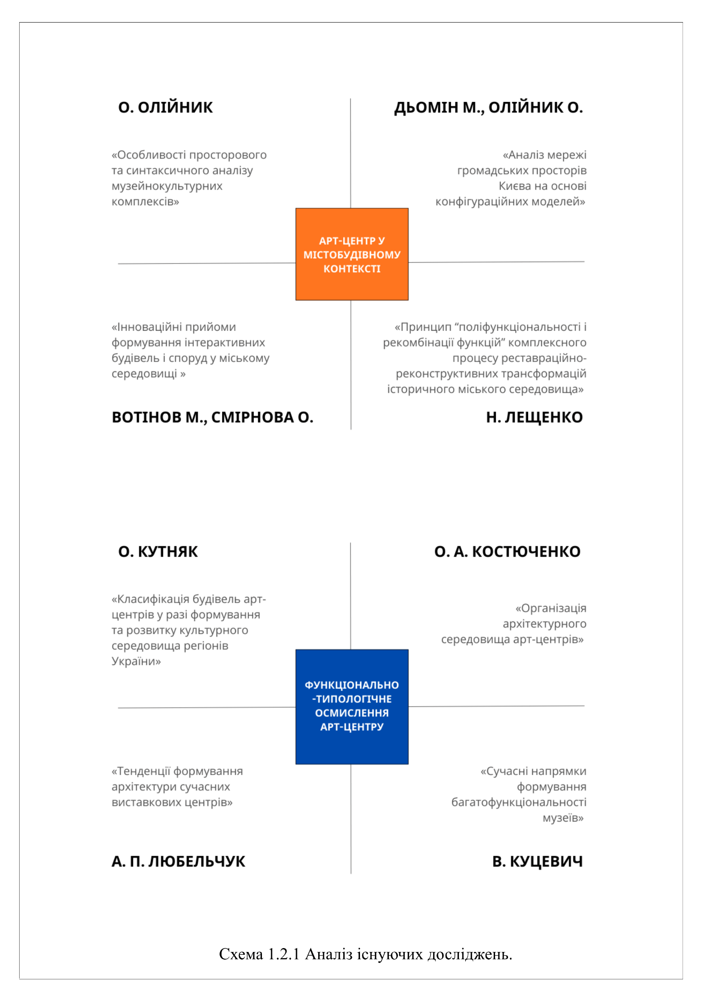 О. ОЛІЙНИК
«Особливості просторового
та синтаксичного аналізу
музейнокультурних
комплексів»
ДЬОМІН М., ОЛІЙНИК О.
«Аналіз мережі
громадських просторів
Києва на основі
конфігураційних моделей»
АРТ-ЦЕНТР У
МІСТОБУДІВНОМУ
КОНТЕКСТІ
«Інноваційні прийоми
формування інтерактивних
будівель і споруд у міському
середовищі »
ВОТІНОВ М., СМІРНОВА О.
«Принцип “поліфункціональності і
рекомбінації функцій” комплексного
процесу реставраційно-
реконструктивних трансформацій
історичного міського середовища»
Н. ЛЕЩЕНКО
О. КУТНЯК
«Класифікація будівель арт-
центрів у разі формування
та розвитку культурного
середовища регіонів
України»
О. А. КОСТЮЧЕНКО
«Організація
архітектурного
середовища арт-центрів»
ФУНКЦІОНАЛЬНО
-ТИПОЛОГІЧНЕ
ОСМИСЛЕННЯ
АРТ-ЦЕНТРУ
«Тенденції формування
архітектури сучасних
виставкових центрів»
А. П. ЛЮБЕЛЬЧУК
«Сучасні напрямки
формування
багатофункціональності
музеїв»
В. КУЦЕВИЧ
Схема 1.2.1 Аналіз існуючих досліджень.